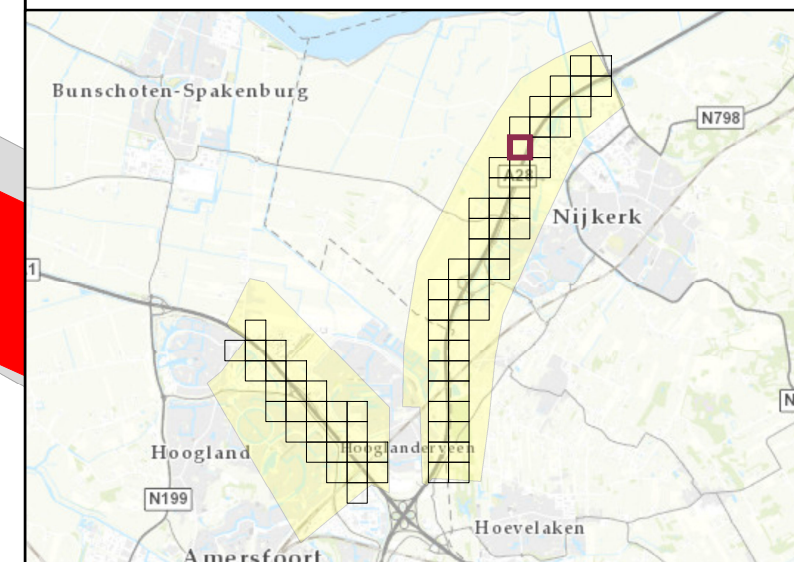 Bunschoten-Spakenburg
N798
A28
Nijkerk
1
N
Hooglanderveen
Hoogland
N199
Hoevelaken
Amersfoort